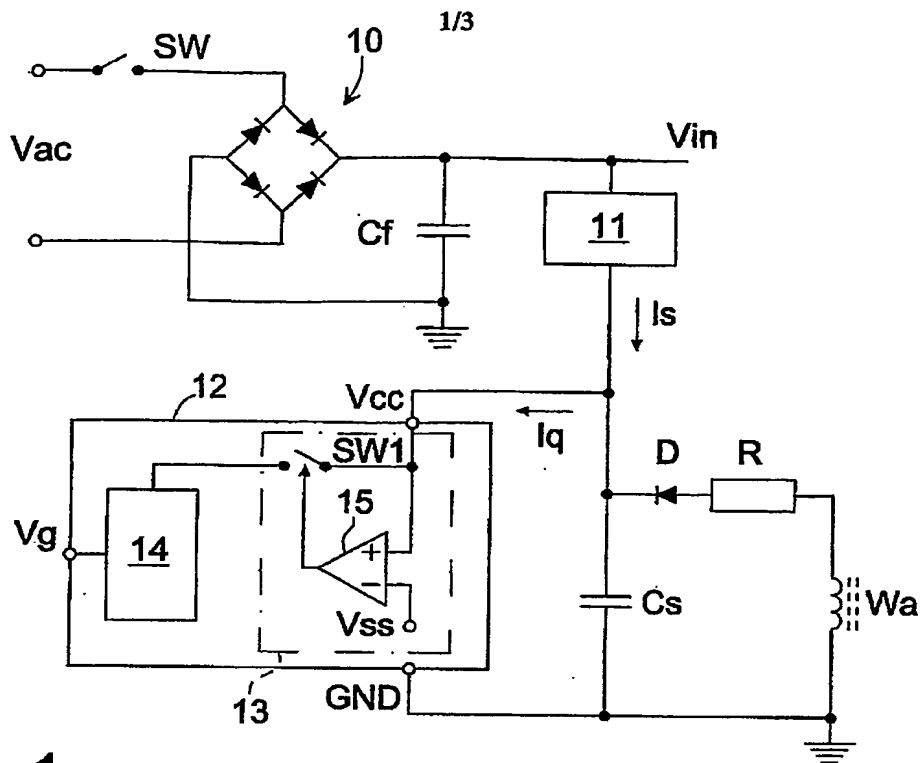 1/3
SW
10
Vac
Vin
Cf
11
Is
12
Vcc
Iq
SW1
D
R
15
Vg
14
+
−
Vss
Cs
Wa
13
GND